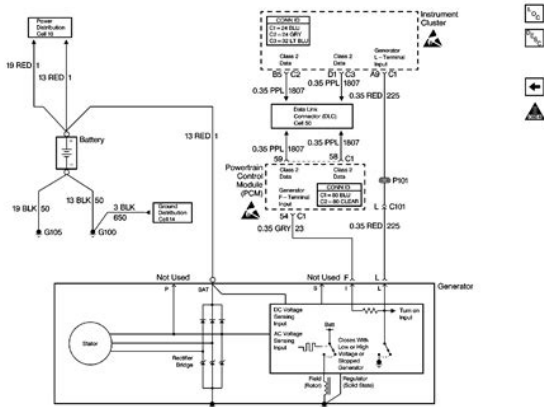 Power
Distribution
Cell 10
19 RED 1
13 RED 1
Battery
13 RED 1
19 BLK 50
13 BLK 50
3 BLK
650
Ground
Distribution
Cell 14
G105
G100
Instrument
Cluster
CONN ID
C1 = 24 BLU
C2 = 24 GRY
C3 = 32 LT BLU
Class 2
Data
Class 2
Data
Generator
L - Terminal
Input
B5 C2
D1 C3
A9 C1
0.35 PPL 1807
0.35 PPL 1807
0.35 RED 225
Data Link
Connector (DLC)
Cell 50
0.35 PPL 1807
0.35 PPL 1807
59
58 C1
Powertrain
Control
Module
(PCM)
Class 2
Data
Class 2
Data
Generator
F - Terminal
Input
CONN ID
C1 = 80 BLU
C2 = 80 CLEAR
54 C1
0.35 GRY 23
P101
L C101
0.35 RED 225
Not Used
P
BAT
Not Used
S
F
I
L
L
Generator
Stator
Rectifier
Bridge
DC Voltage
Sensing
Input
AC Voltage
Sensing
Input
Batt
Closes With
Low or High
Voltage or
Stopped
Generator
Turn on
Input
Field
(Rotor)
Regulator
(Solid State)